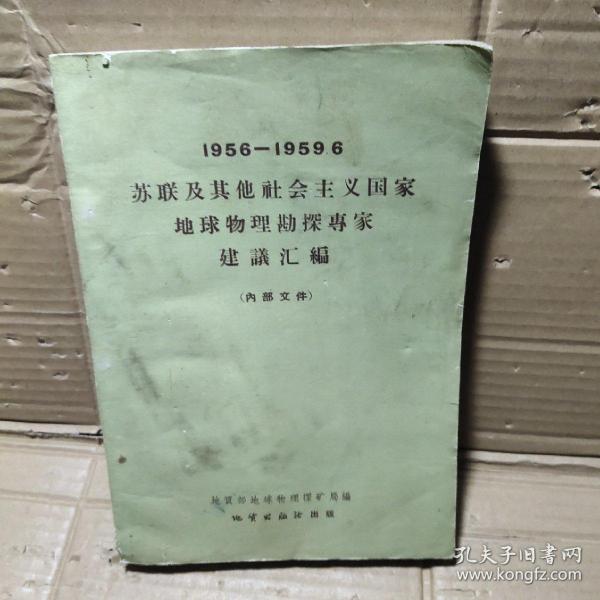 1956—1959.6
苏联及其他社会主义国家
地球物理勘探專家
建議汇編
(內部文件)
地質部地球物理探矿局編
地質出版社出版
孔夫子旧書网
www.kongfz.com